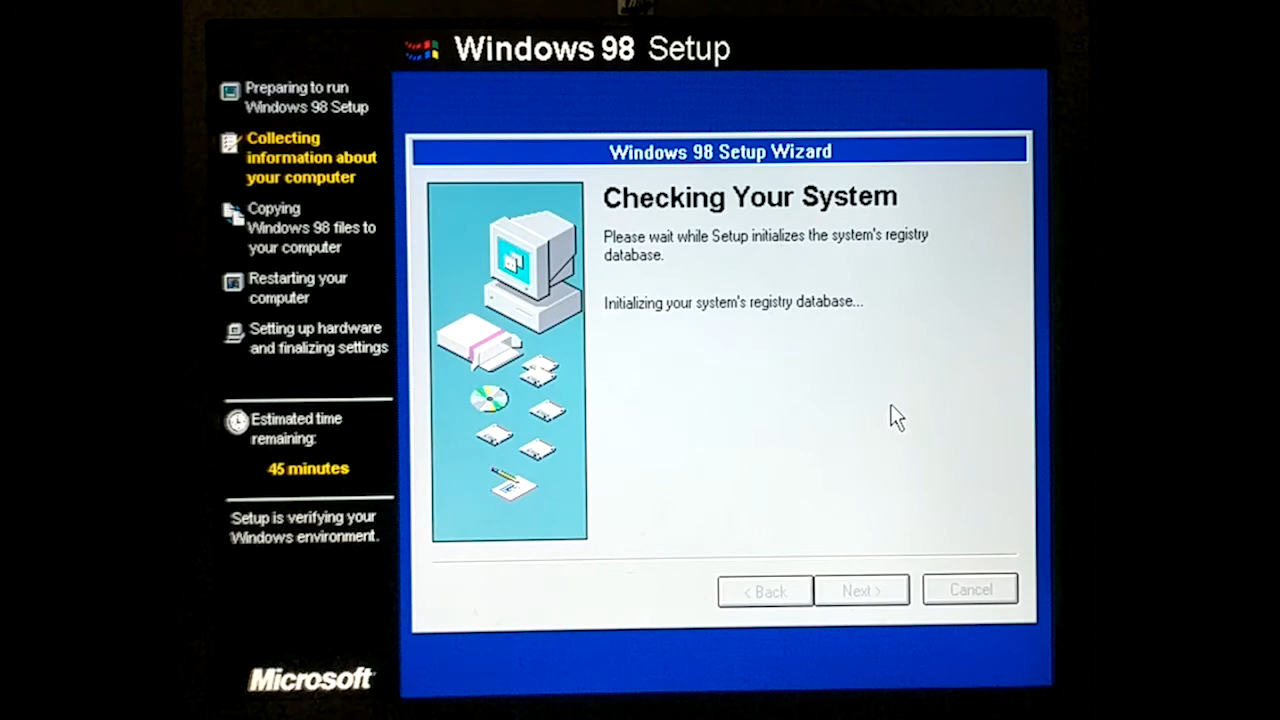 Windows 98 Setup
Preparing to run
Windows 98 Setup
Collecting
information about
your computer
Copying
Windows 98 files to
your computer
Restarting your
computer
Setting up hardware
and finalizing settings
Estimated time
remaining:
45 minutes
Setup is verifying your
Windows environment.
Microsoft
Windows 98 Setup Wizard
Checking Your System
Please wait while Setup initializes the system's registry
database.
Initializing your system's registry database...
< Back
Next >
Cancel